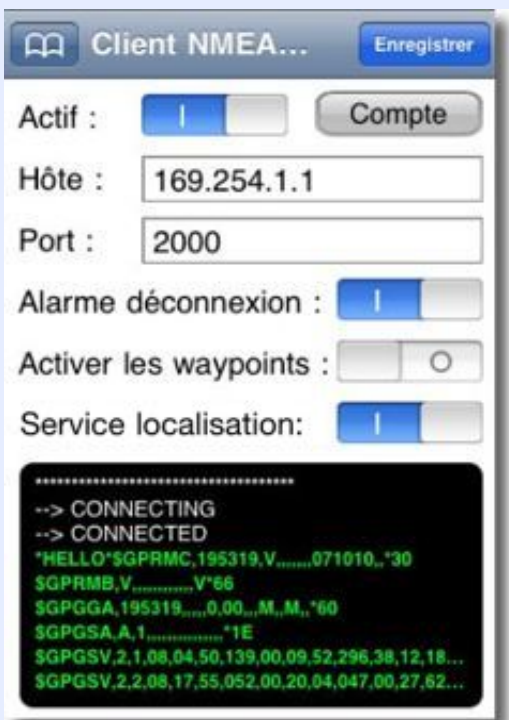 Client NMEA...
Enregistrer
Actif :
Compte
Hôte :
169.254.1.1
Port :
2000
Alarme déconnexion :
Activer les waypoints :
Service localisation:
************************************
--> CONNECTING
--> CONNECTED
*HELLO*$GPRMC,195319,V,,,,,,,071010,,*30
$GPRMB,V,,,,,,,,,,,,V*66
$GPGGA,195319,,,,,0,00,,,M,,M,,*60
$GPGSA,A,1,,,,,,,,,,,,,,,*1E
$GPGSV,2,1,08,04,50,139,00,09,52,296,38,12,18...
$GPGSV,2,2,08,17,55,052,00,20,04,047,00,27,62...